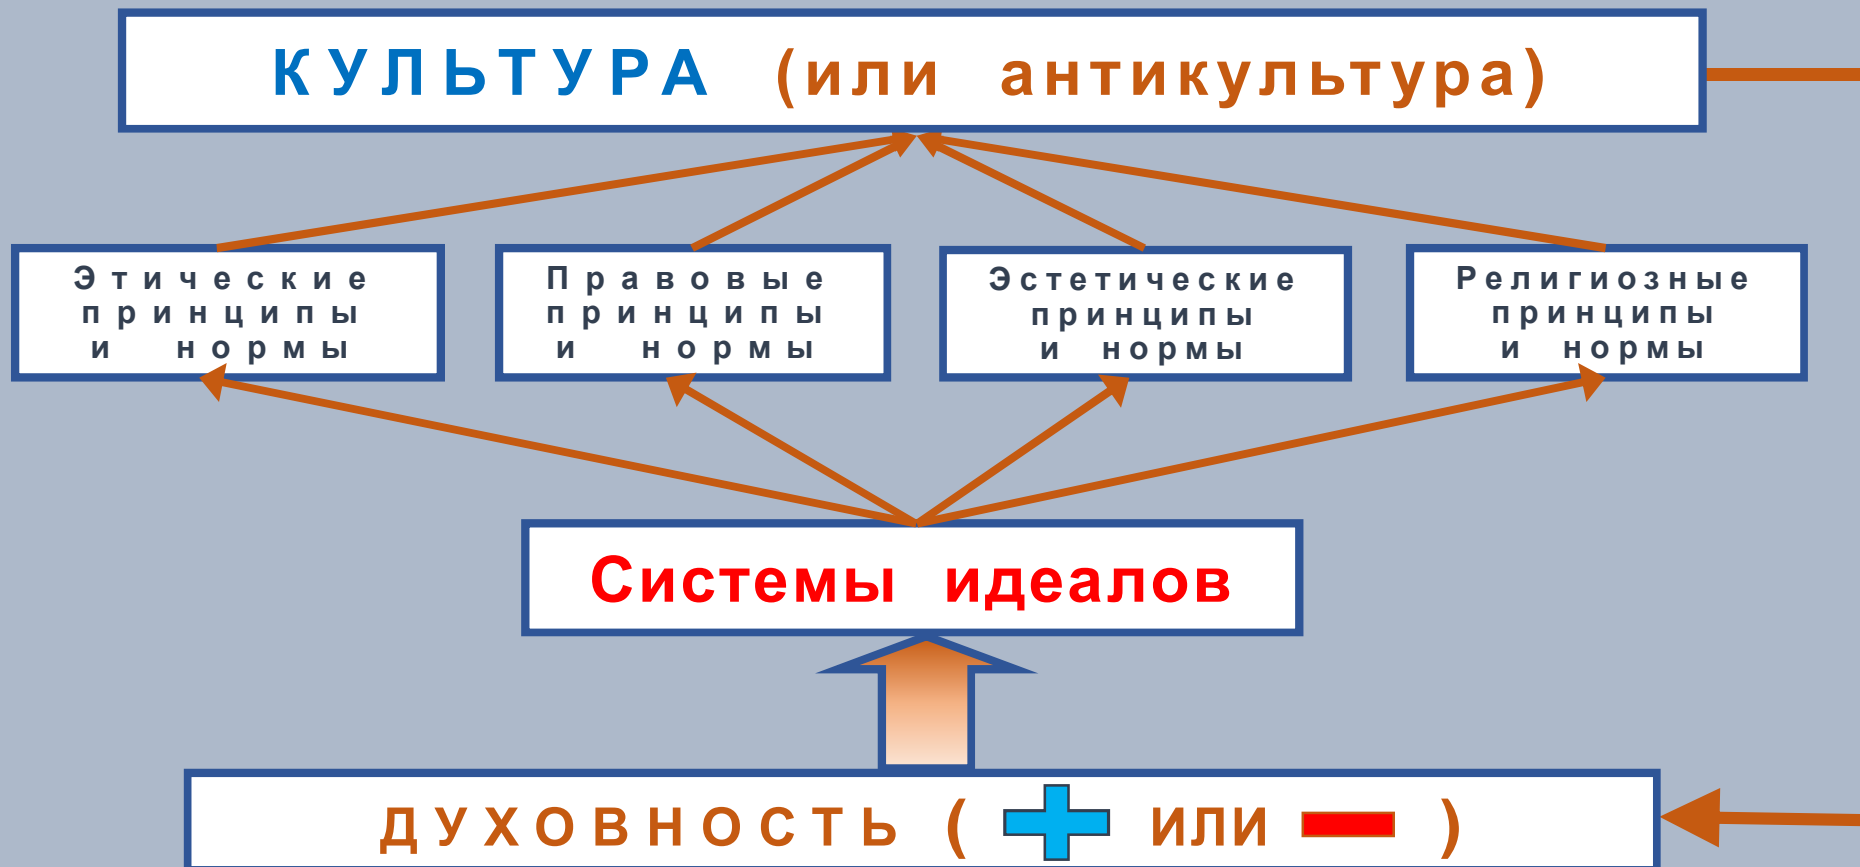 КУЛЬТУРА (или антикультура)
Этические
принципы
и нормы
Правовые
принципы
и нормы
Эстетические
принципы
и нормы
Религиозные
принципы
и нормы
Системы идеалов
ДУХОВНОСТЬ ( + ИЛИ - )